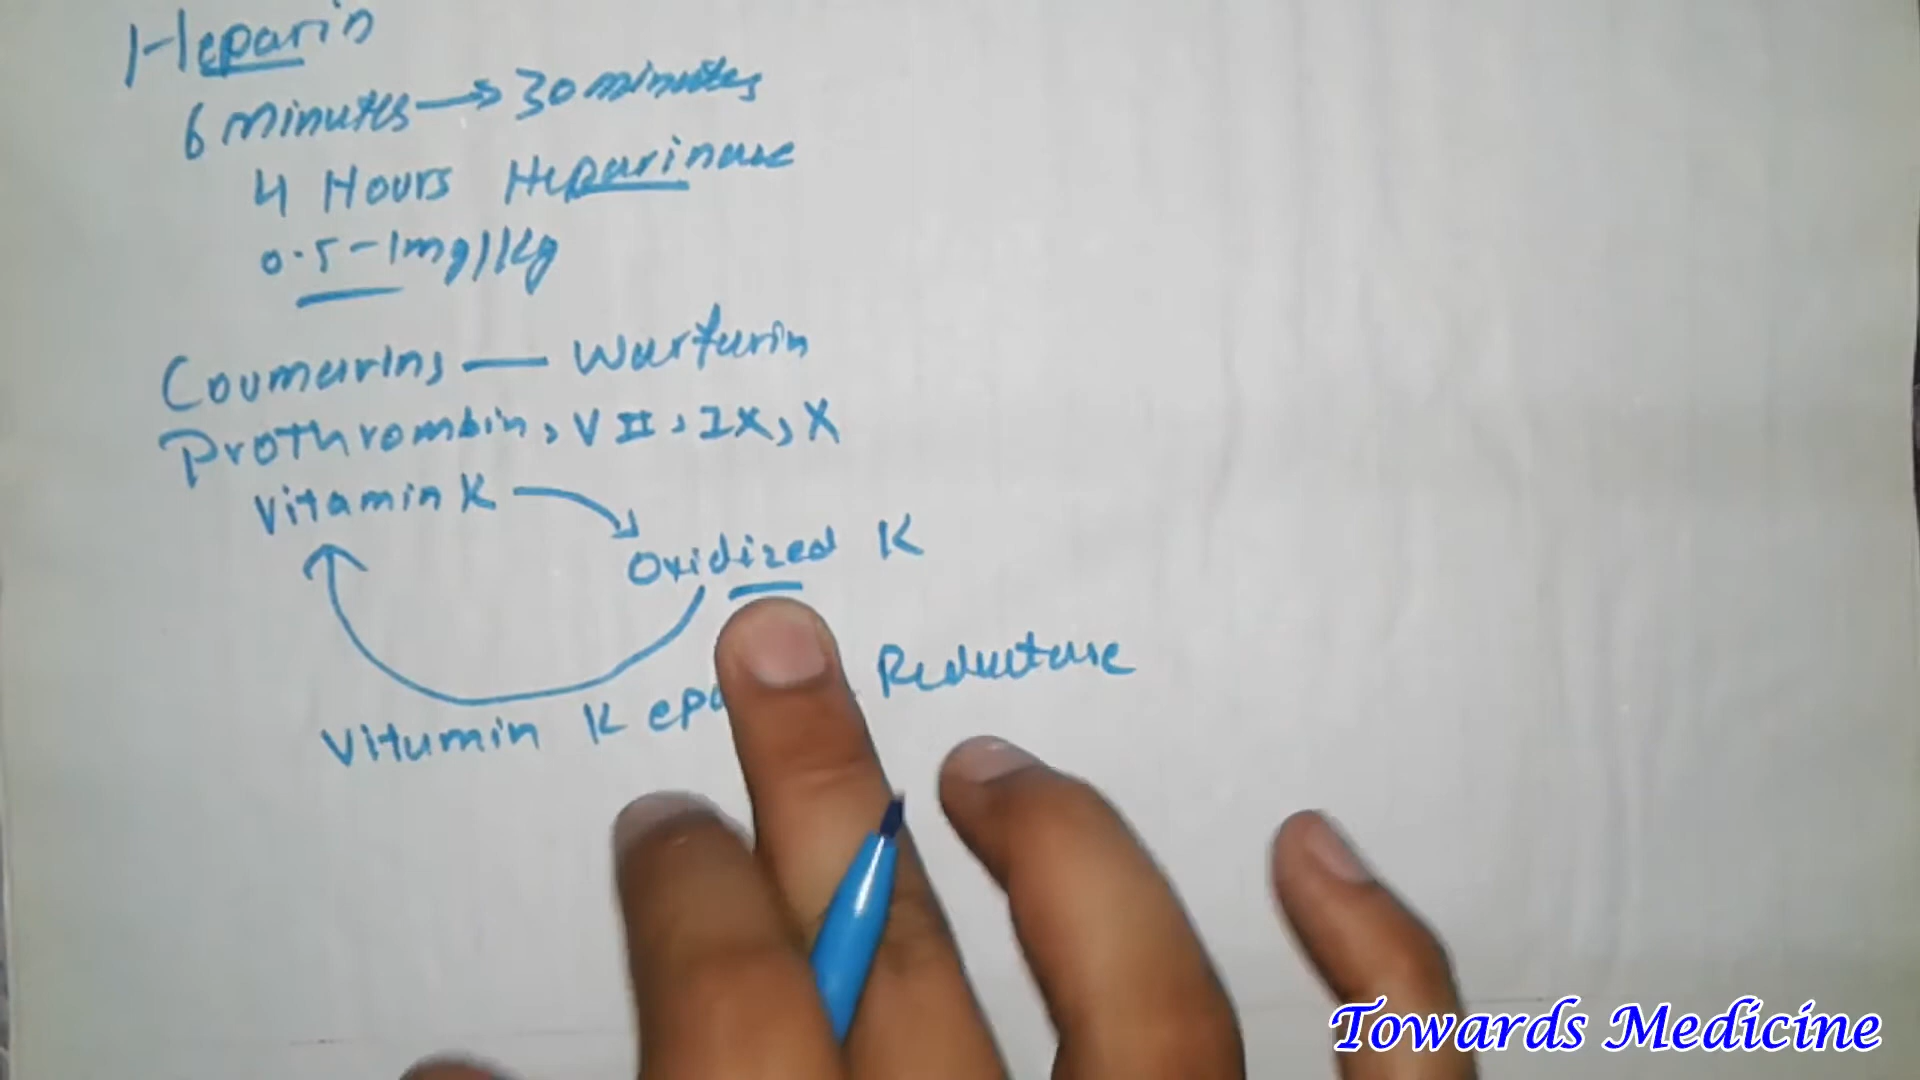 Heparin
6 minutes → 30 minutes
4 Hours Heparinase
0.5-1mg/Kg
Coumarins — Warfarin
Prothrombin, VII, IX, X
Vitamin K
Oxidized K
Vitamin K Reductase
Towards Medicine